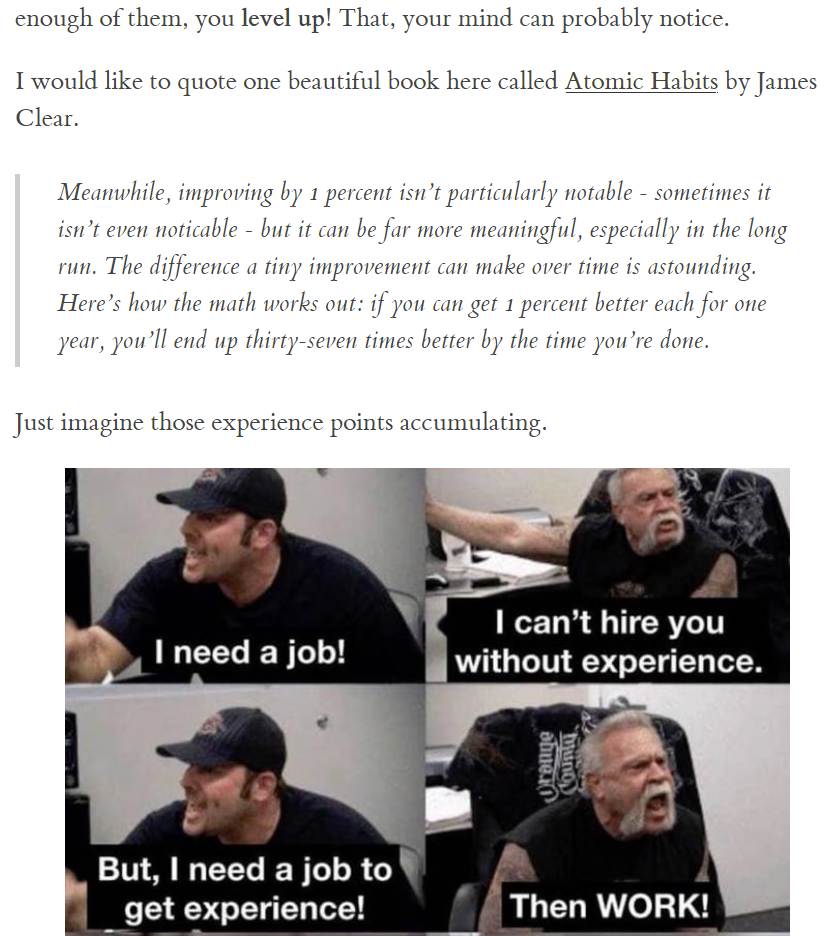 enough of them, you level up! That, your mind can probably notice.
I would like to quote one beautiful book here called Atomic Habits by James
Clear.
Meanwhile, improving by 1 percent isn’t particularly notable - sometimes it
isn’t even noticable - but it can be far more meaningful, especially in the long
run. The difference a tiny improvement can make over time is astounding.
Here’s how the math works out: if you can get 1 percent better each for one
year, you’ll end up thirty-seven times better by the time you’re done.
Just imagine those experience points accumulating.
I need a job!
I can’t hire you
without experience.
But, I need a job to
get experience!
Orange
County
Then WORK!